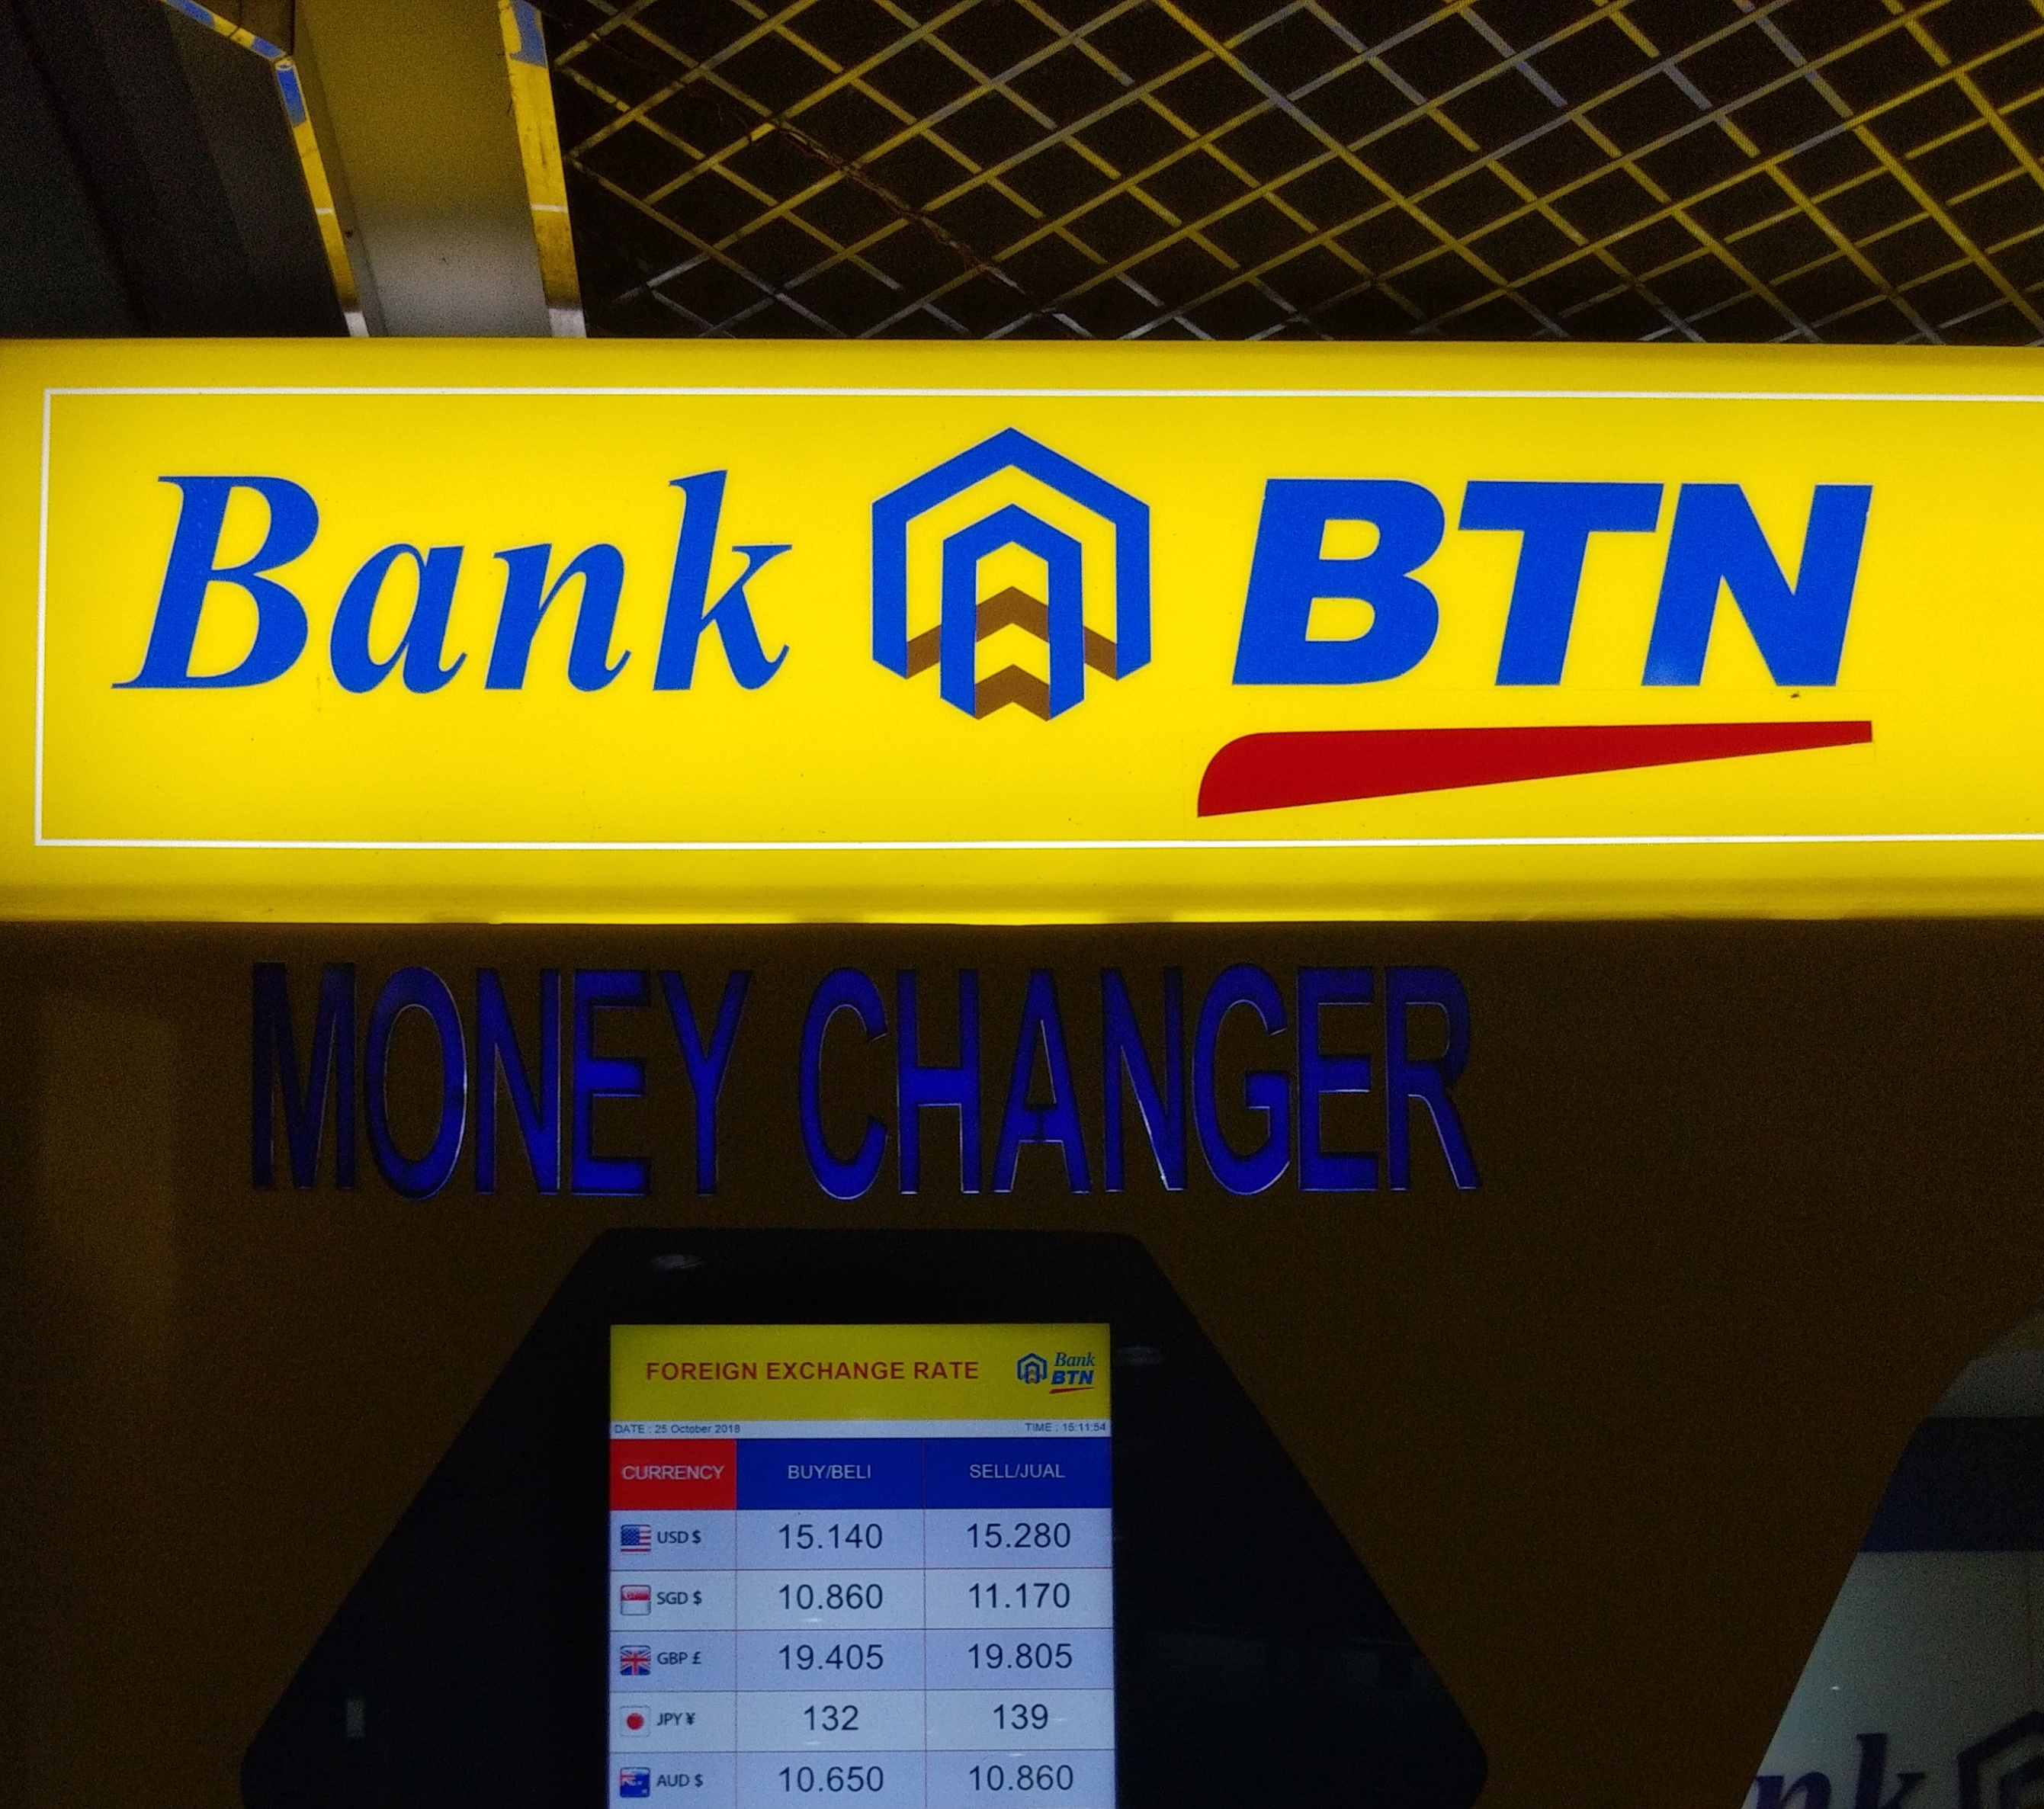 Bank BTN
MONEY CHANGER
FOREIGN EXCHANGE RATE
Bank
BTN
DATE : 25 October 2018 TIME : 15:11:54
CURRENCY BUY/BELI SELL/JUAL
USD $ 15.140 15.280
SGD $ 10.860 11.170
GBP £ 19.405 19.805
JPY ¥ 132 139
AUD $ 10.650 10.860
nk